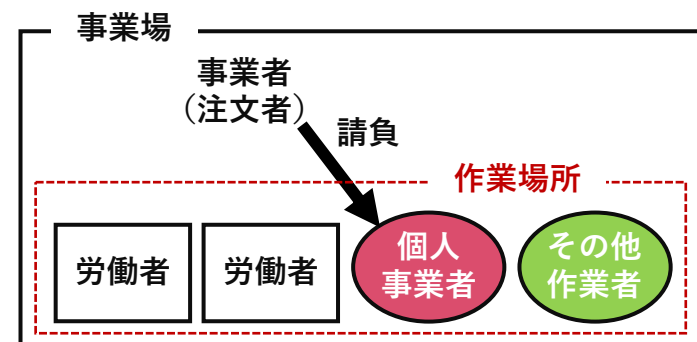 事業場
事業者
（注文者）
請負
作業場所
労働者
労働者
個人
事業者
その他
作業者